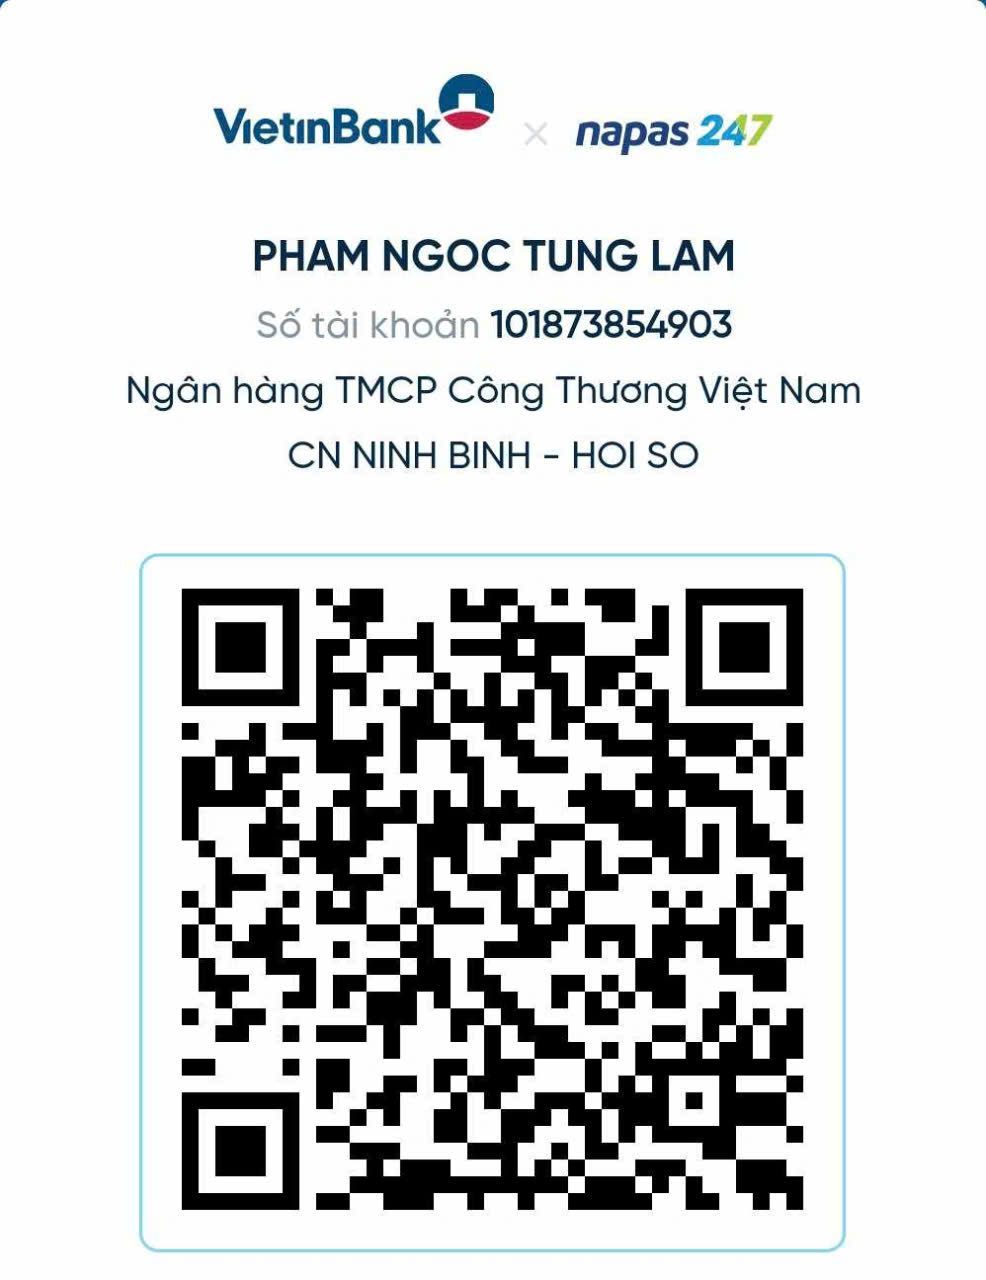 VietinBank × napas 247
PHAM NGOC TUNG LAM
Số tài khoản 101873854903
Ngân hàng TMCP Công Thương Việt Nam
CN NINH BINH - HOI SO